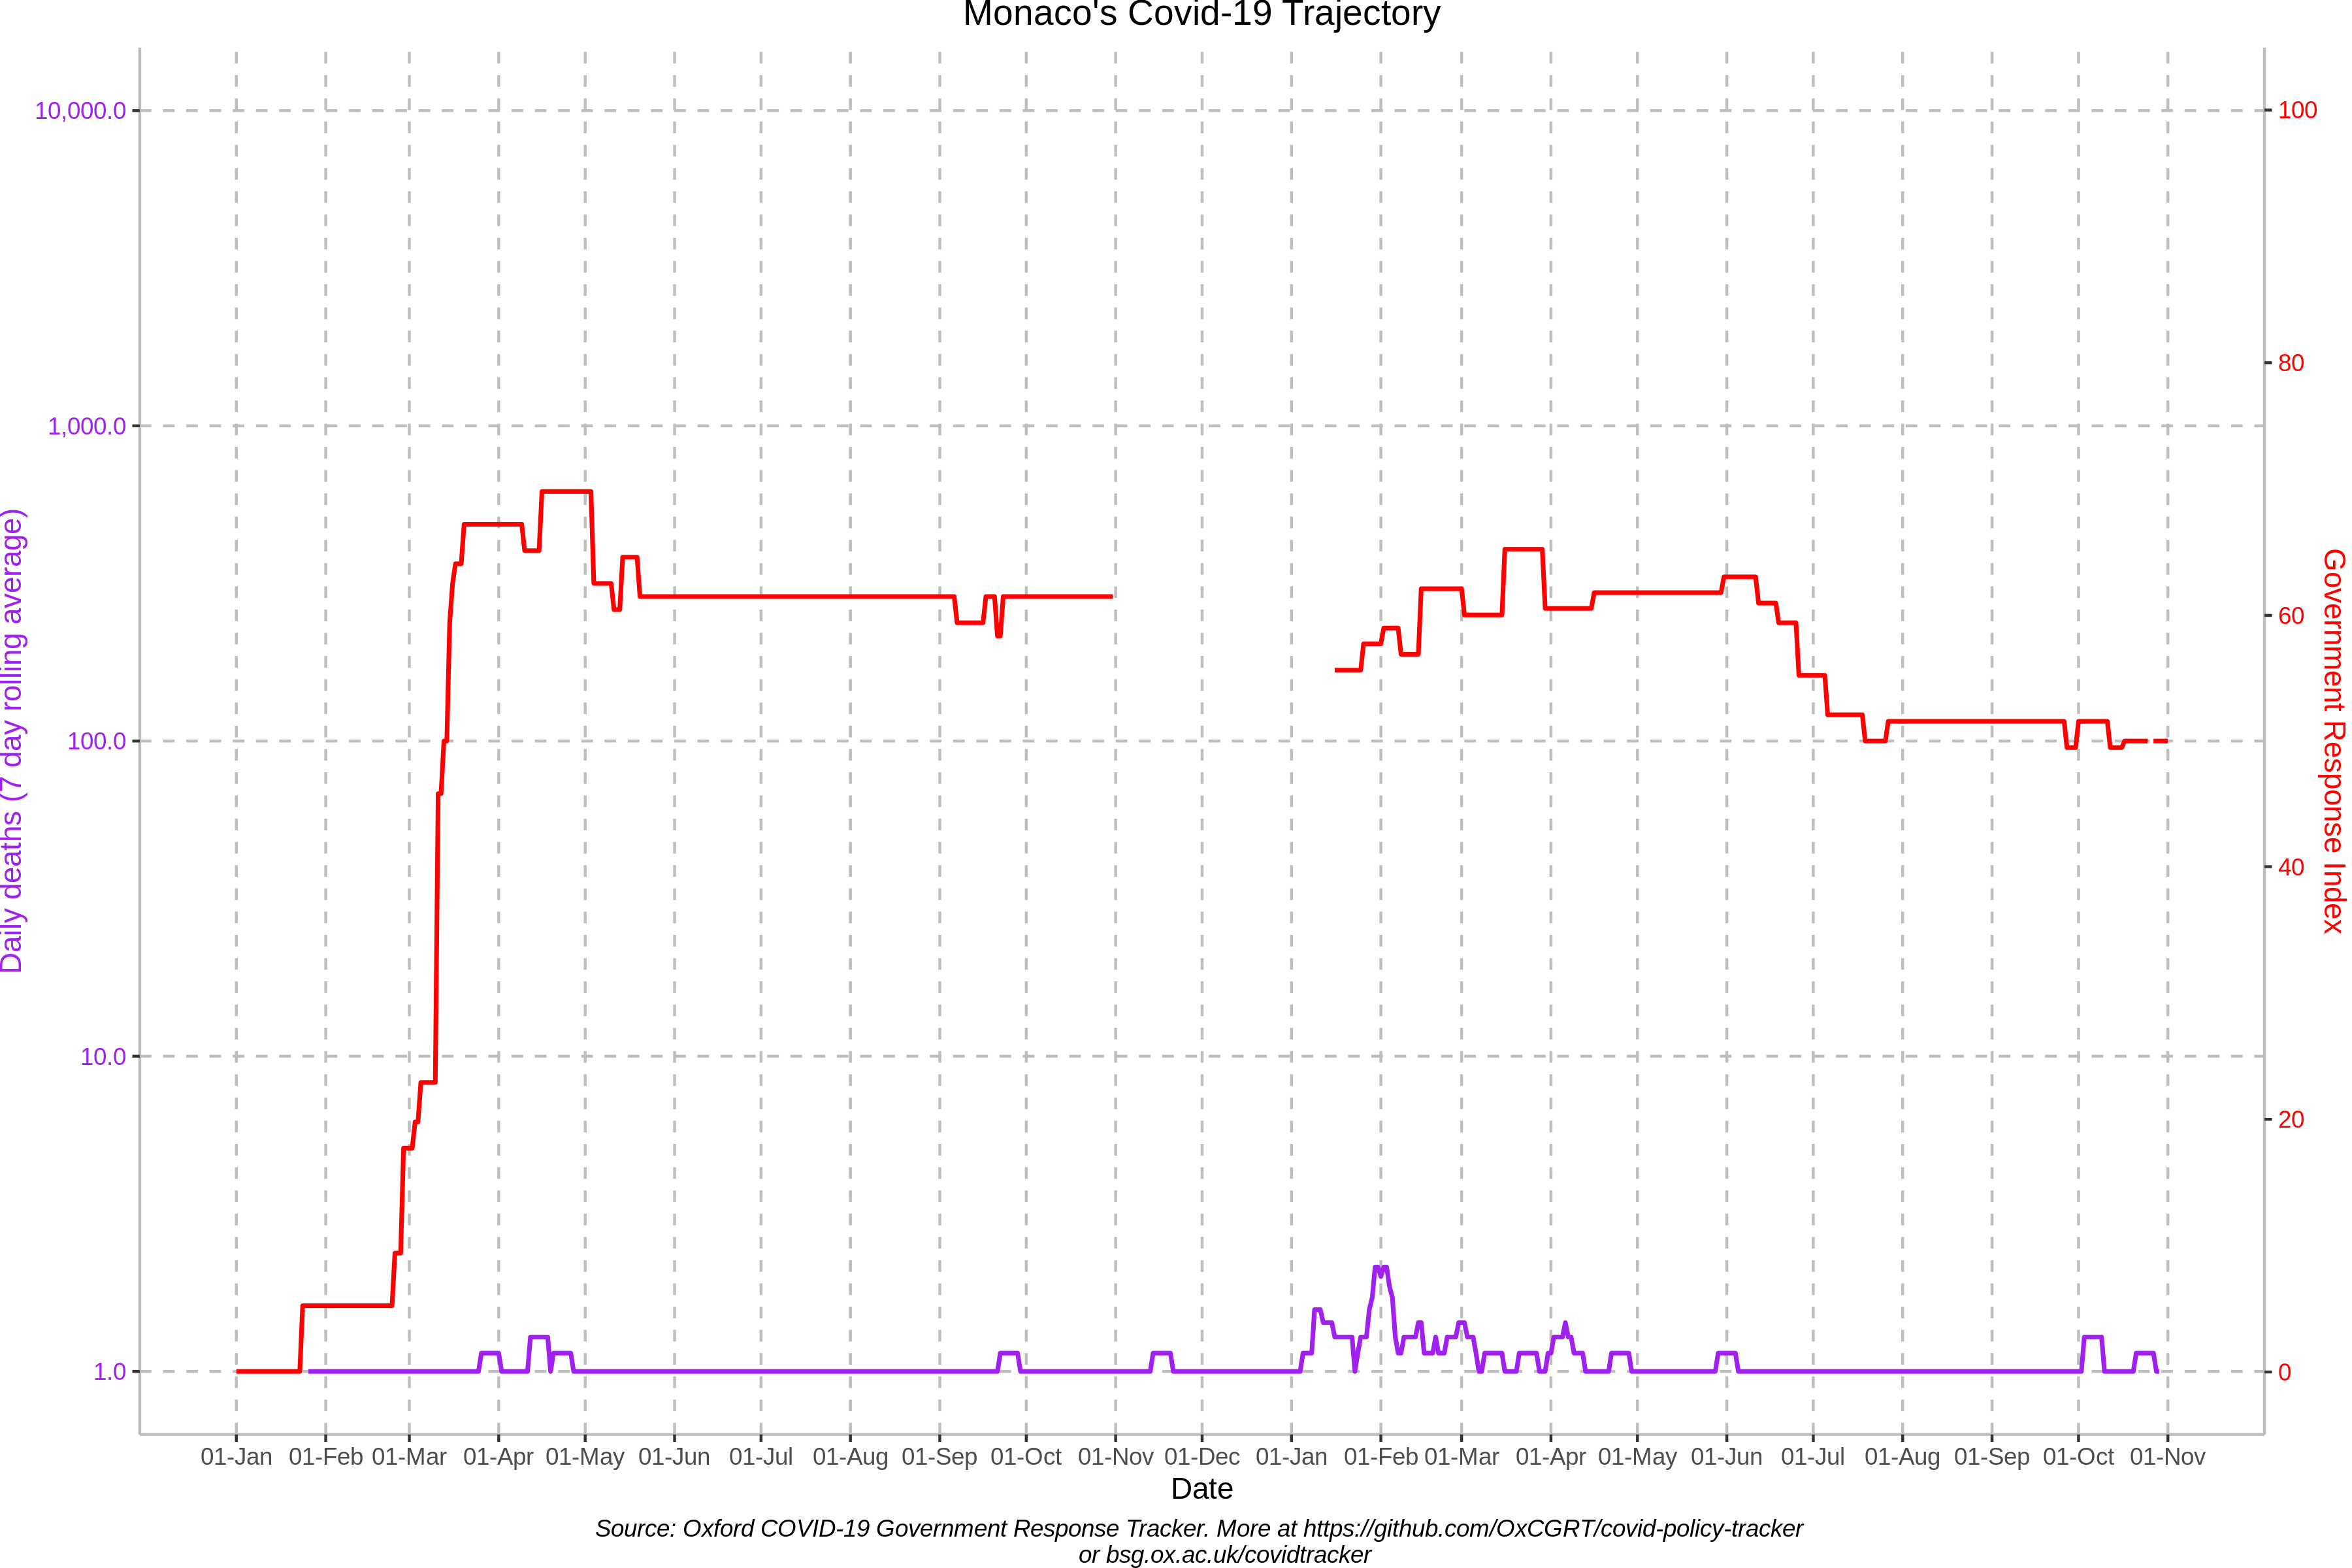 Monaco's Covid-19 Trajectory
10,000.0
1,000.0
100.0
10.0
1.0
Daily deaths (7 day rolling average)
100
80
60
40
20
0
Government Response Index
01-Jan 01-Feb 01-Mar 01-Apr 01-May 01-Jun 01-Jul 01-Aug 01-Sep 01-Oct 01-Nov 01-Dec 01-Jan 01-Feb 01-Mar 01-Apr 01-May 01-Jun 01-Jul 01-Aug 01-Sep 01-Oct 01-Nov
Date
Source: Oxford COVID-19 Government Response Tracker. More at https://github.com/OxCGRT/covid-policy-tracker
or bsg.ox.ac.uk/covidtracker